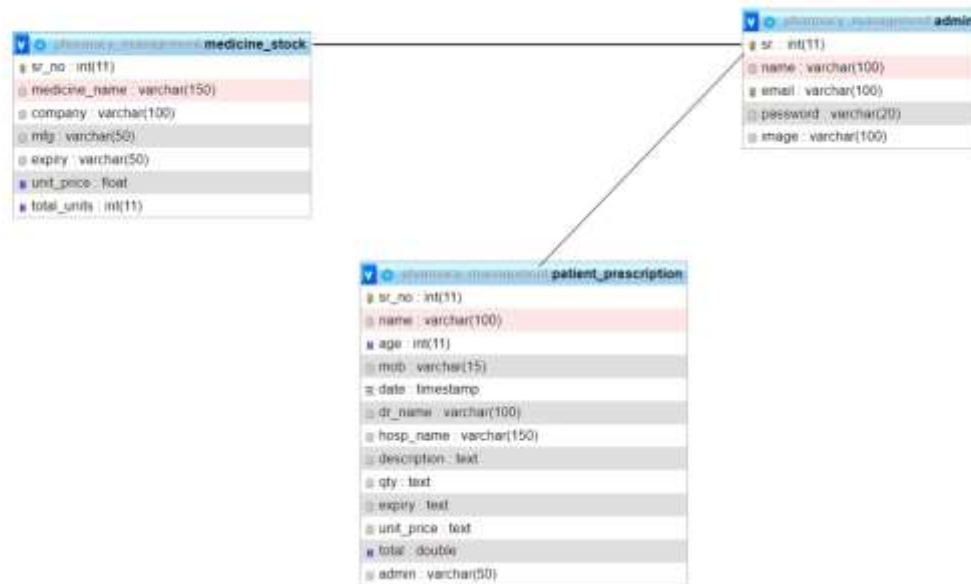 pharmacy_management medicine_stock
sr_no : int(11)
medicine_name : varchar(150)
company : varchar(100)
mfg : varchar(50)
expiry : varchar(50)
unit_price : float
total_units : int(11)
pharmacy_management admin
sr : int(11)
name : varchar(100)
email : varchar(100)
password : varchar(20)
image : varchar(100)
pharmacy_management patient_prescription
sr_no : int(11)
name : varchar(100)
age : int(11)
mob : varchar(15)
date : timestamp
dr_name : varchar(100)
hosp_name : varchar(150)
description : text
qty : text
expiry : text
unit_price : text
total : double
admin : varchar(50)